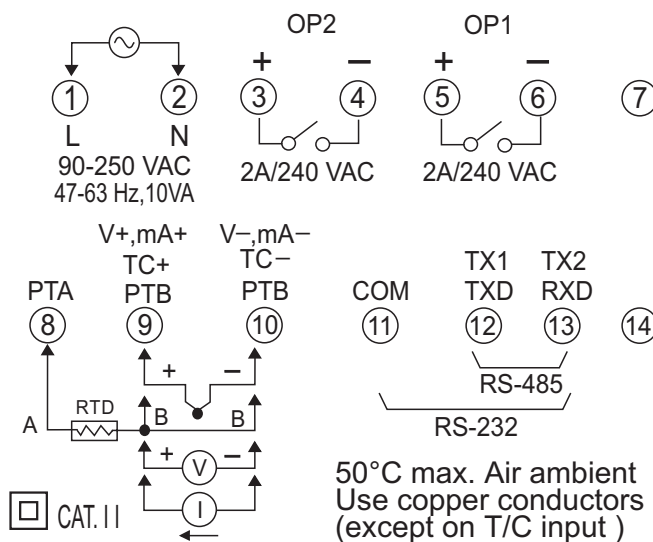 OP2 OP1
+ − + −
1 2 3 4 5 6 7
L N
90-250 VAC 2A/240 VAC 2A/240 VAC
47-63 Hz,10VA
V+,mA+ V−,mA−
TC+ TC− TX1 TX2
PTA PTB PTB COM TXD RXD
8 9 10 11 12 13 14
+ −
RS-485
RTD
A B B
RS-232
+ V −
I
CAT. II
50°C max. Air ambient
Use copper conductors
(except on T/C input )